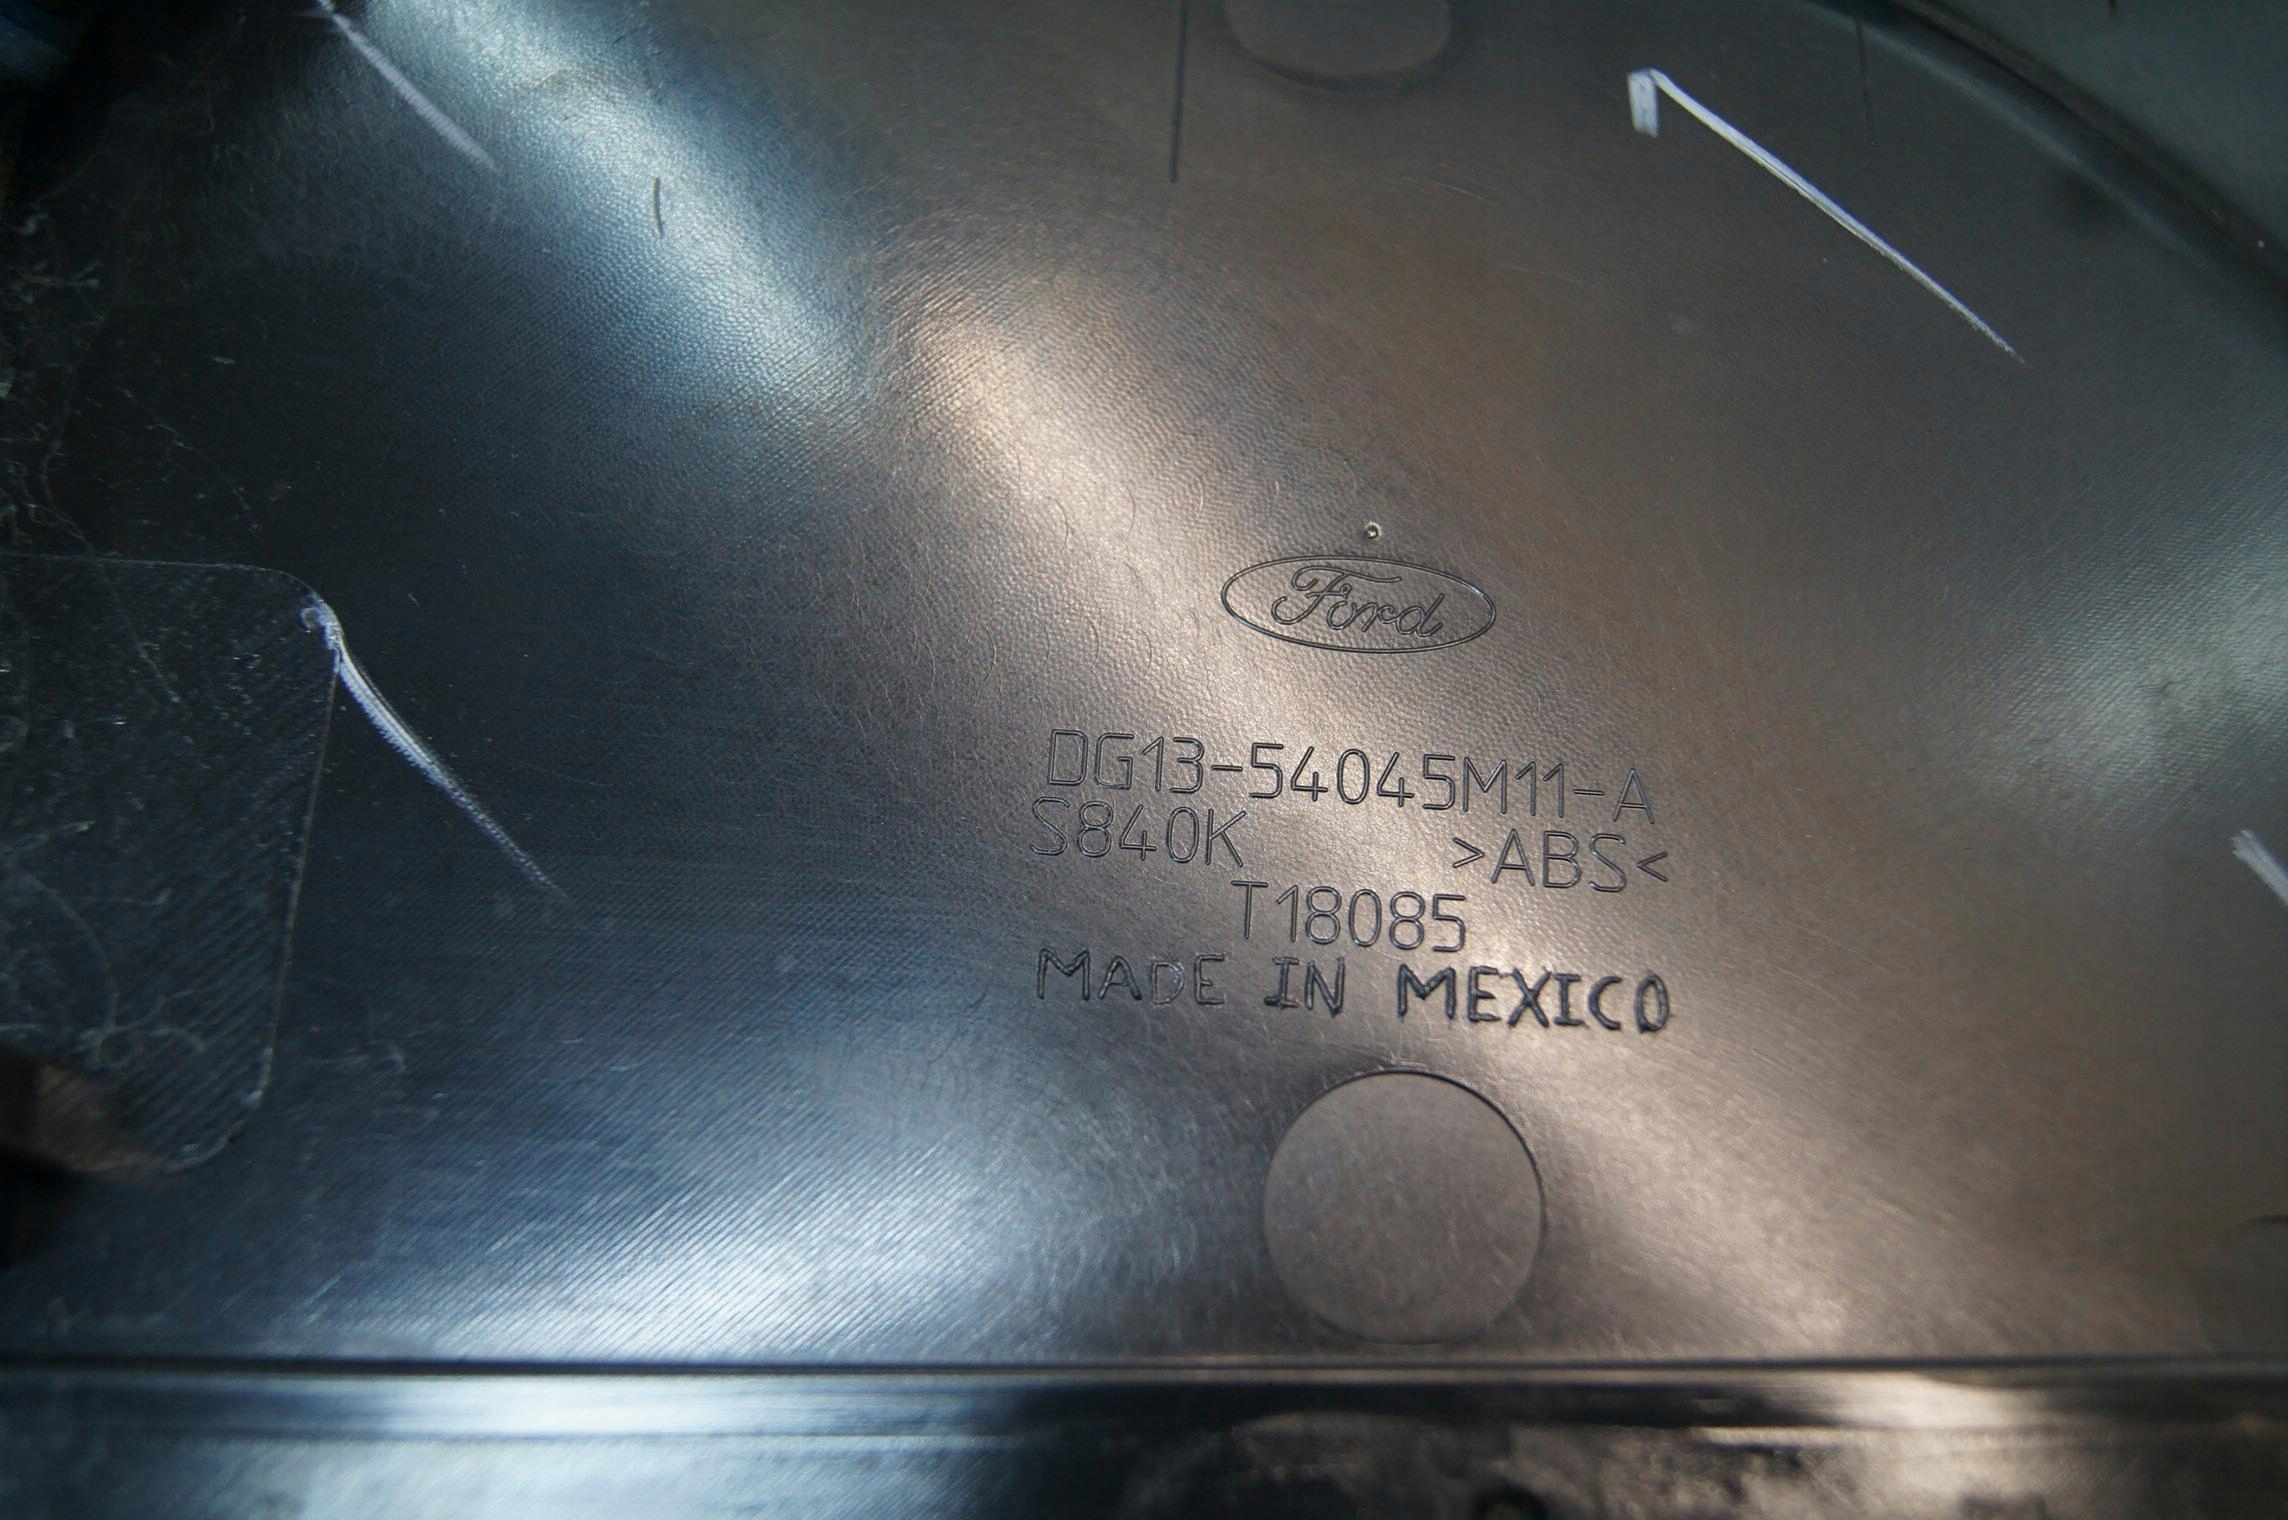 Ford
DG13-54045M11-A
S840K >ABS<
T18085
MADE IN MEXICO